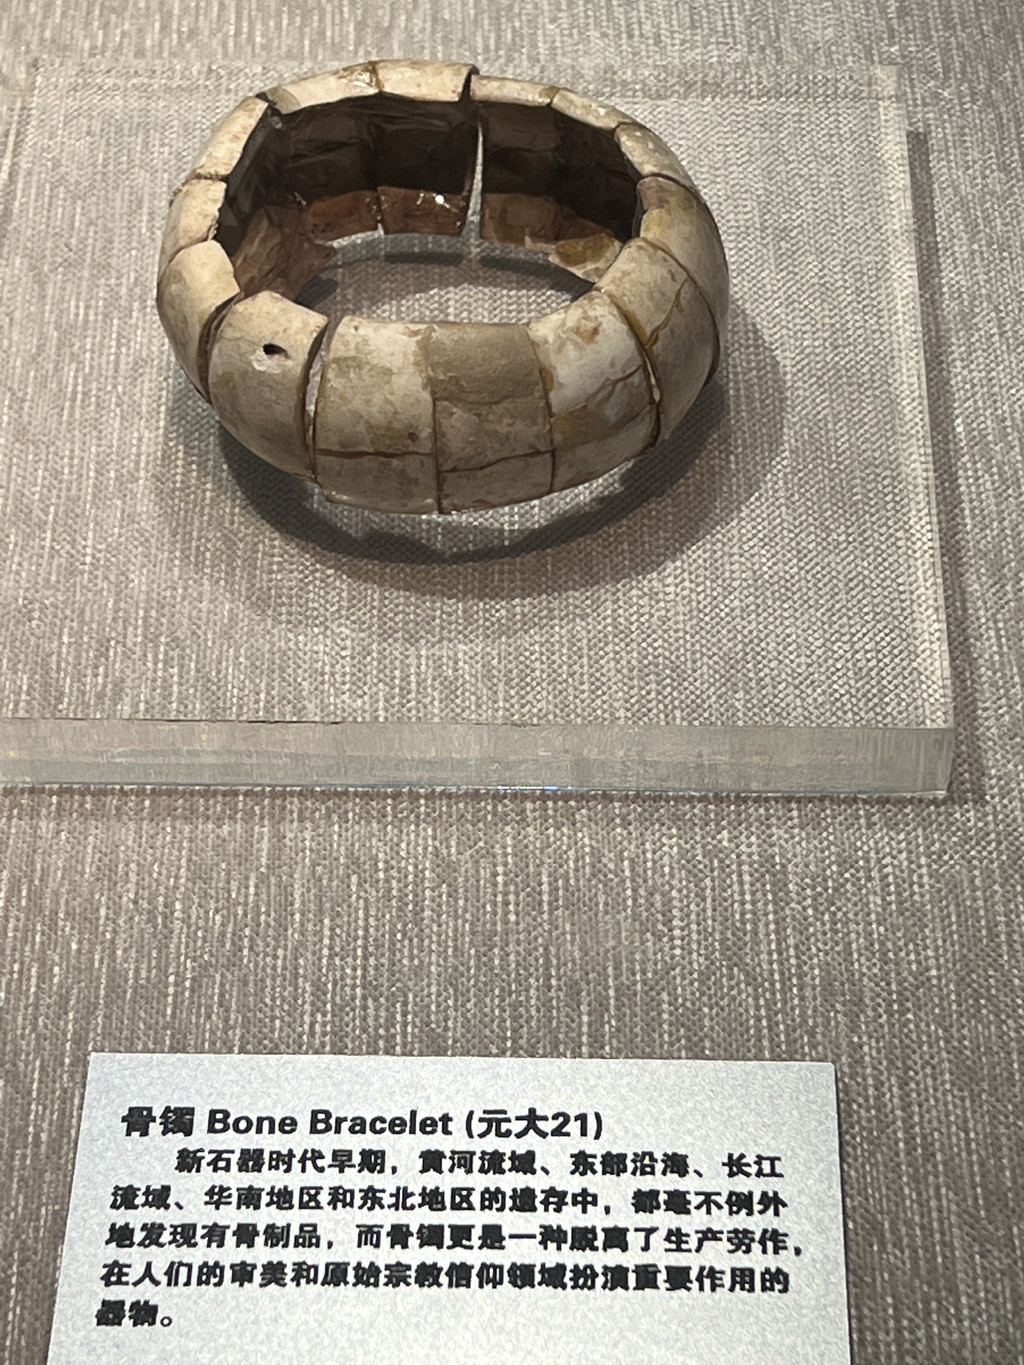 骨镯 Bone Bracelet (元大21)
新石器时代早期，黄河流域、东部沿海、长江
流域、华南地区和东北地区的遗存中，都毫不例外
地发现有骨制品，而骨镯更是一种脱离了生产劳作，
在人们的审美和原始宗教信仰领域扮演重要作用的
器物。